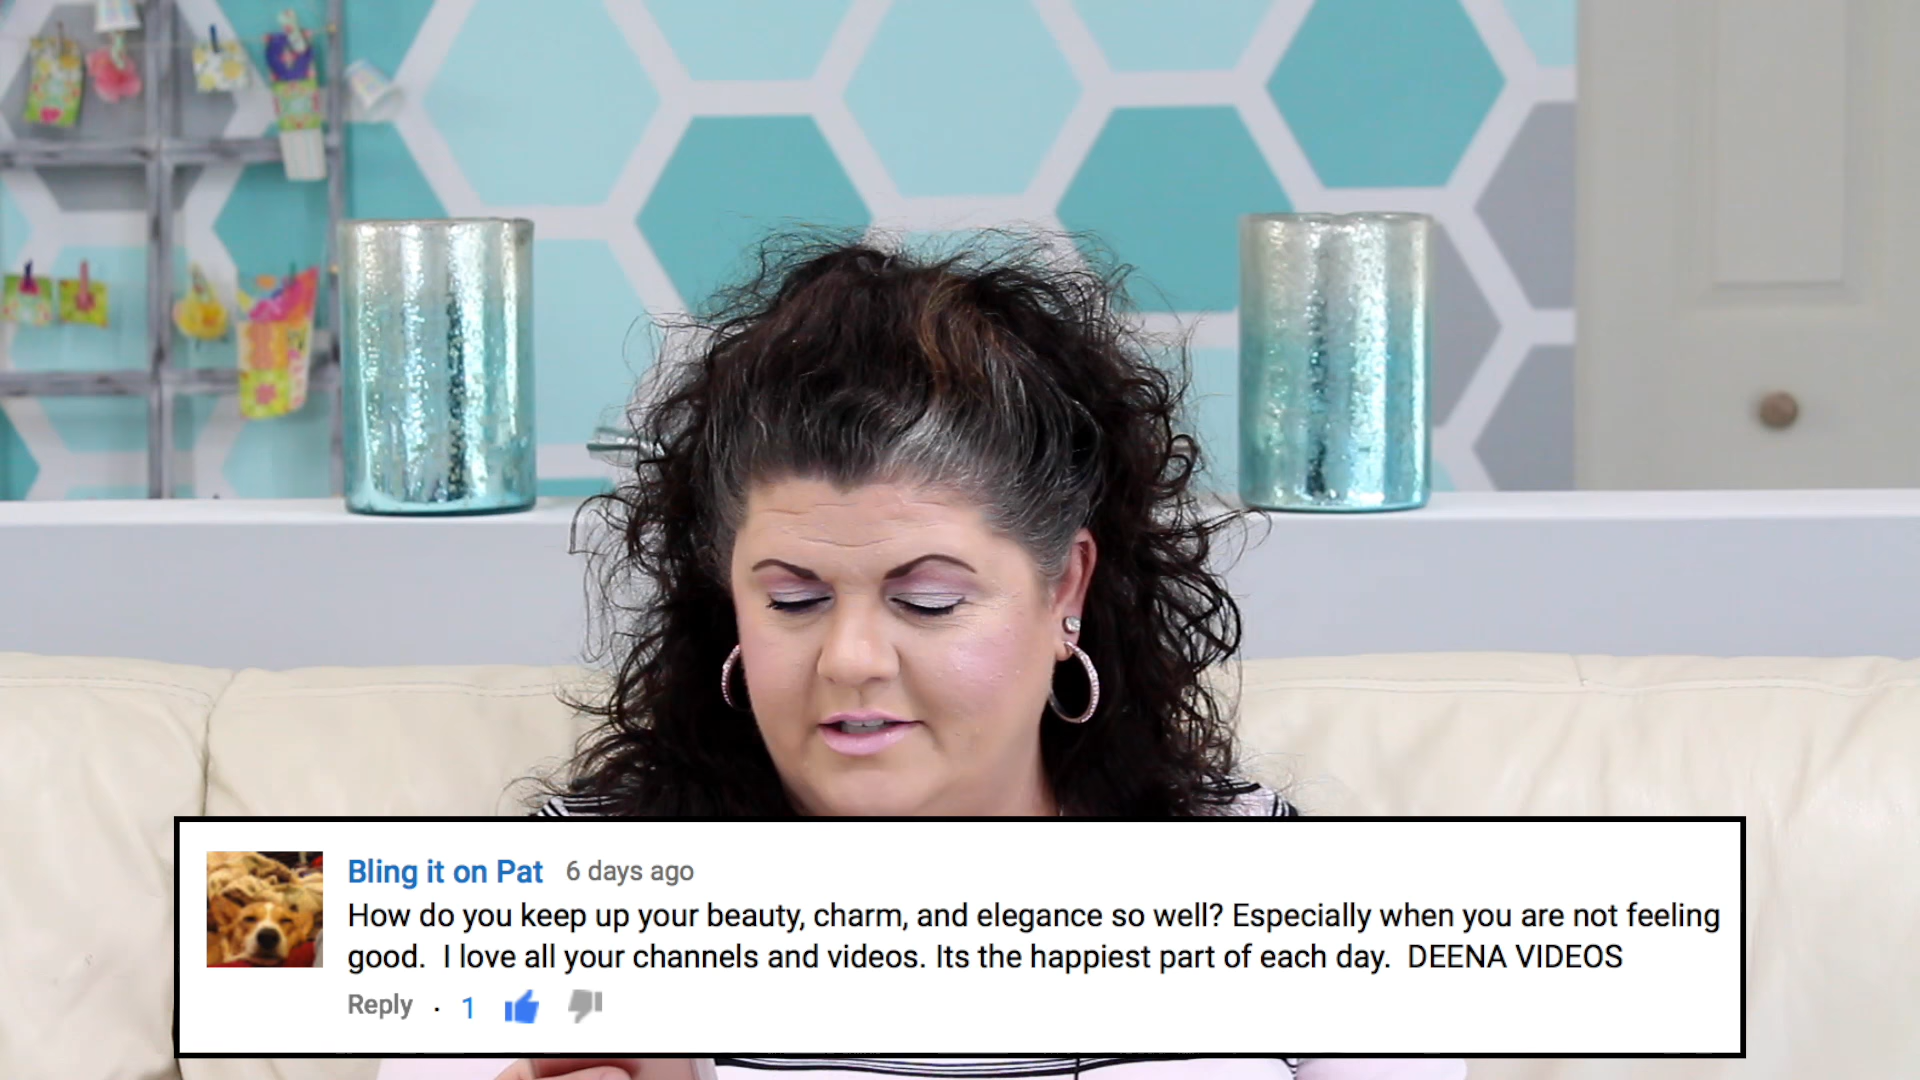 Bling it on Pat 6 days ago
How do you keep up your beauty, charm, and elegance so well? Especially when you are not feeling
good.  I love all your channels and videos. Its the happiest part of each day.  DEENA VIDEOS
Reply · 1